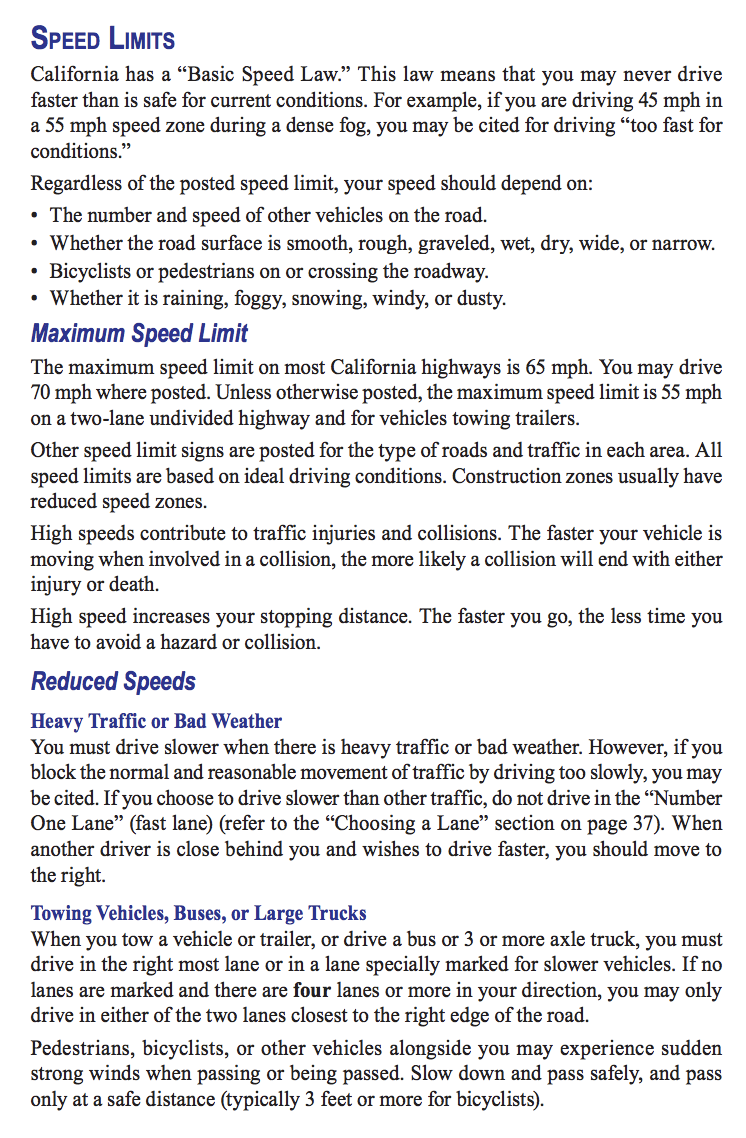 SPEED LIMITS
California has a “Basic Speed Law.” This law means that you may never drive
faster than is safe for current conditions. For example, if you are driving 45 mph in
a 55 mph speed zone during a dense fog, you may be cited for driving “too fast for
conditions.”
Regardless of the posted speed limit, your speed should depend on:
• The number and speed of other vehicles on the road.
• Whether the road surface is smooth, rough, graveled, wet, dry, wide, or narrow.
• Bicyclists or pedestrians on or crossing the roadway.
• Whether it is raining, foggy, snowing, windy, or dusty.
Maximum Speed Limit
The maximum speed limit on most California highways is 65 mph. You may drive
70 mph where posted. Unless otherwise posted, the maximum speed limit is 55 mph
on a two-lane undivided highway and for vehicles towing trailers.
Other speed limit signs are posted for the type of roads and traffic in each area. All
speed limits are based on ideal driving conditions. Construction zones usually have
reduced speed zones.
High speeds contribute to traffic injuries and collisions. The faster your vehicle is
moving when involved in a collision, the more likely a collision will end with either
injury or death.
High speed increases your stopping distance. The faster you go, the less time you
have to avoid a hazard or collision.
Reduced Speeds
Heavy Traffic or Bad Weather
You must drive slower when there is heavy traffic or bad weather. However, if you
block the normal and reasonable movement of traffic by driving too slowly, you may
be cited. If you choose to drive slower than other traffic, do not drive in the “Number
One Lane” (fast lane) (refer to the “Choosing a Lane” section on page 37). When
another driver is close behind you and wishes to drive faster, you should move to
the right.
Towing Vehicles, Buses, or Large Trucks
When you tow a vehicle or trailer, or drive a bus or 3 or more axle truck, you must
drive in the right most lane or in a lane specially marked for slower vehicles. If no
lanes are marked and there are four lanes or more in your direction, you may only
drive in either of the two lanes closest to the right edge of the road.
Pedestrians, bicyclists, or other vehicles alongside you may experience sudden
strong winds when passing or being passed. Slow down and pass safely, and pass
only at a safe distance (typically 3 feet or more for bicyclists).